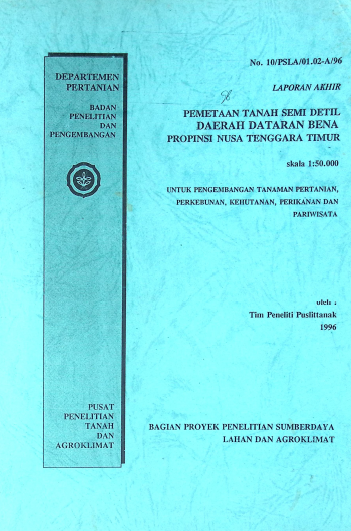 No. 10/PSLA/01.02-A/96
DEPARTEMEN
PERTANIAN
BADAN
PENELITIAN
DAN
PENGEMBANGAN
LAPORAN AKHIR
PEMETAAN TANAH SEMI DETIL
DAERAH DATARAN BENA
PROPINSI NUSA TENGGARA TIMUR
skala 1:50.000
UNTUK PENGEMBANGAN TANAMAN PERTANIAN,
PERKEBUNAN, KEHUTANAN, PERIKANAN DAN
PARIWISATA
oleh :
Tim Peneliti Puslittanak
1996
PUSAT
PENELITIAN
TANAH
DAN
AGROKLIMAT
BAGIAN PROYEK PENELITIAN SUMBERDAYA
LAHAN DAN AGROKLIMAT